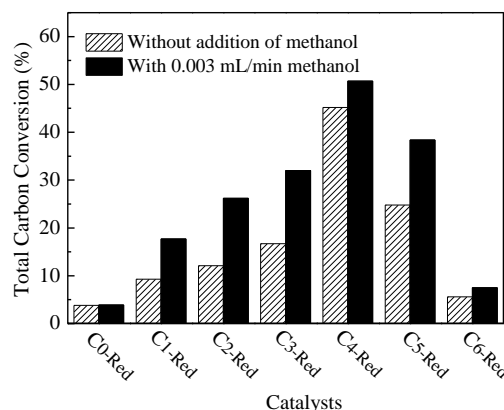 Without addition of methanol
With 0.003 mL/min methanol
Total Carbon Conversion (%)
60
50
40
30
20
10
0
C0-Red
C1-Red
C2-Red
C3-Red
C4-Red
C5-Red
C6-Red
Catalysts